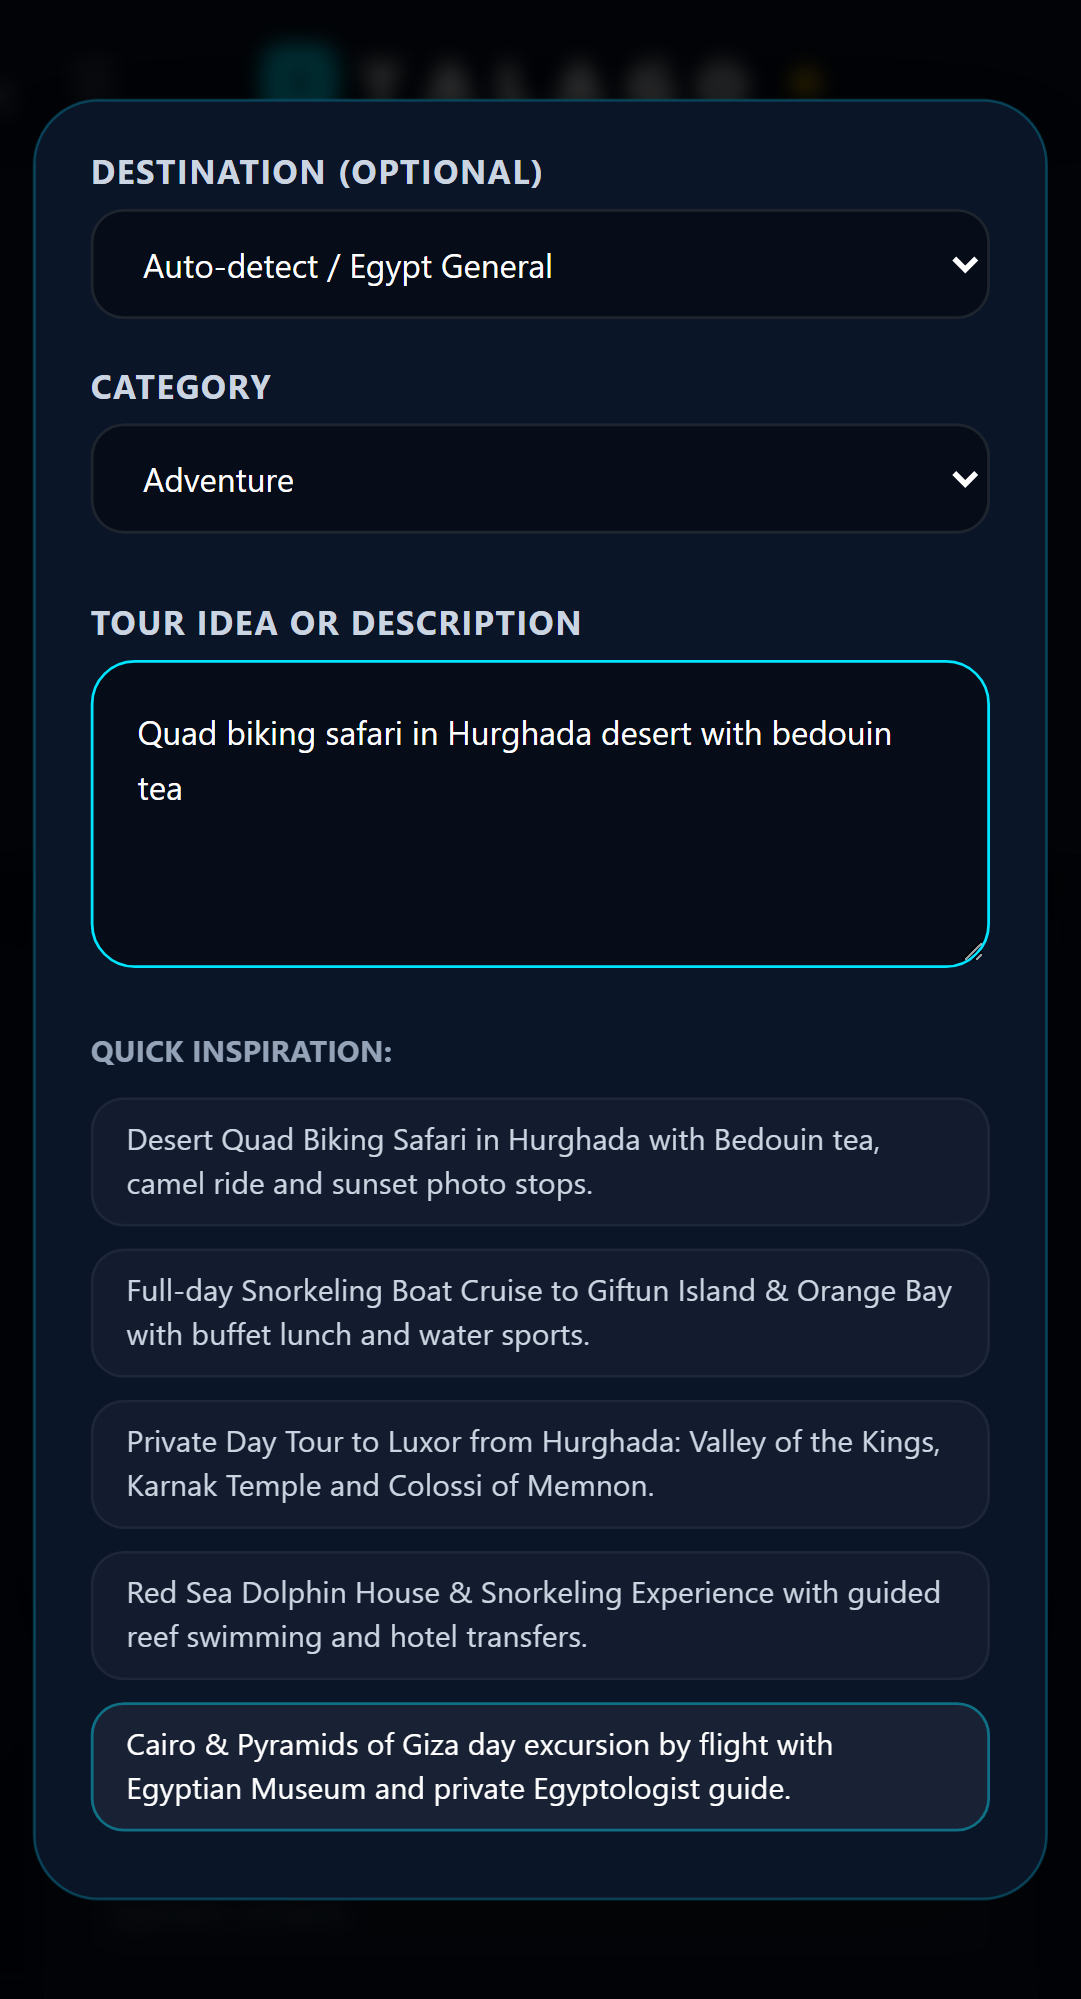 YALAGO
DESTINATION (OPTIONAL)
Auto-detect / Egypt General
CATEGORY
Adventure
TOUR IDEA OR DESCRIPTION
Quad biking safari in Hurghada desert with bedouin
tea
QUICK INSPIRATION:
Desert Quad Biking Safari in Hurghada with Bedouin tea,
camel ride and sunset photo stops.
Full-day Snorkeling Boat Cruise to Giftun Island & Orange Bay
with buffet lunch and water sports.
Private Day Tour to Luxor from Hurghada: Valley of the Kings,
Karnak Temple and Colossi of Memnon.
Red Sea Dolphin House & Snorkeling Experience with guided
reef swimming and hotel transfers.
Cairo & Pyramids of Giza day excursion by flight with
Egyptian Museum and private Egyptologist guide.